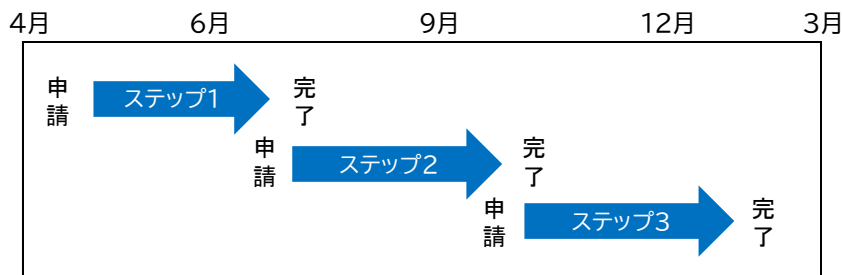 4月 6月 9月 12月 3月
申請 ステップ1 完了
申請 ステップ2 完了
申請 ステップ3 完了